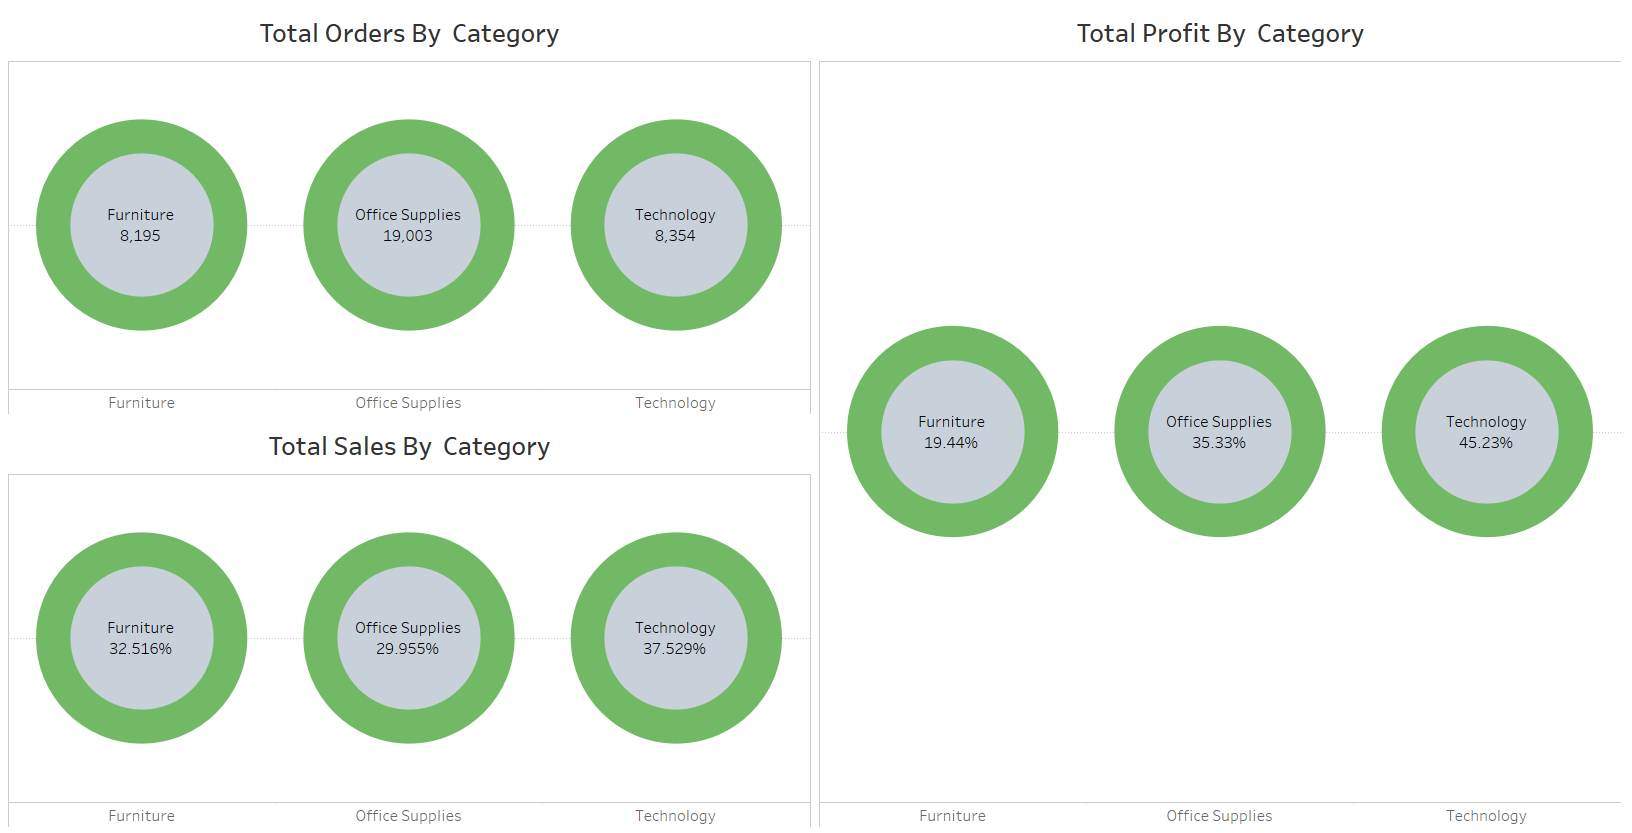 Total Orders By  Category
Furniture
8,195
Office Supplies
19,003
Technology
8,354
Furniture
Office Supplies
Technology
Total Sales By  Category
Furniture
32.516%
Office Supplies
29.955%
Technology
37.529%
Furniture
Office Supplies
Technology
Total Profit By  Category
Furniture
19.44%
Office Supplies
35.33%
Technology
45.23%
Furniture
Office Supplies
Technology